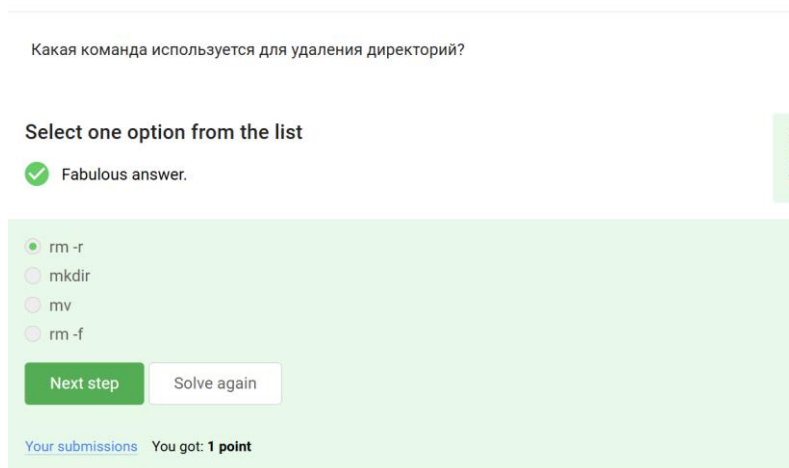 Какая команда используется для удаления директорий?
Select one option from the list
Fabulous answer.
rm -r
mkdir
mv
rm -f
Next step Solve again
Your submissions You got: 1 point